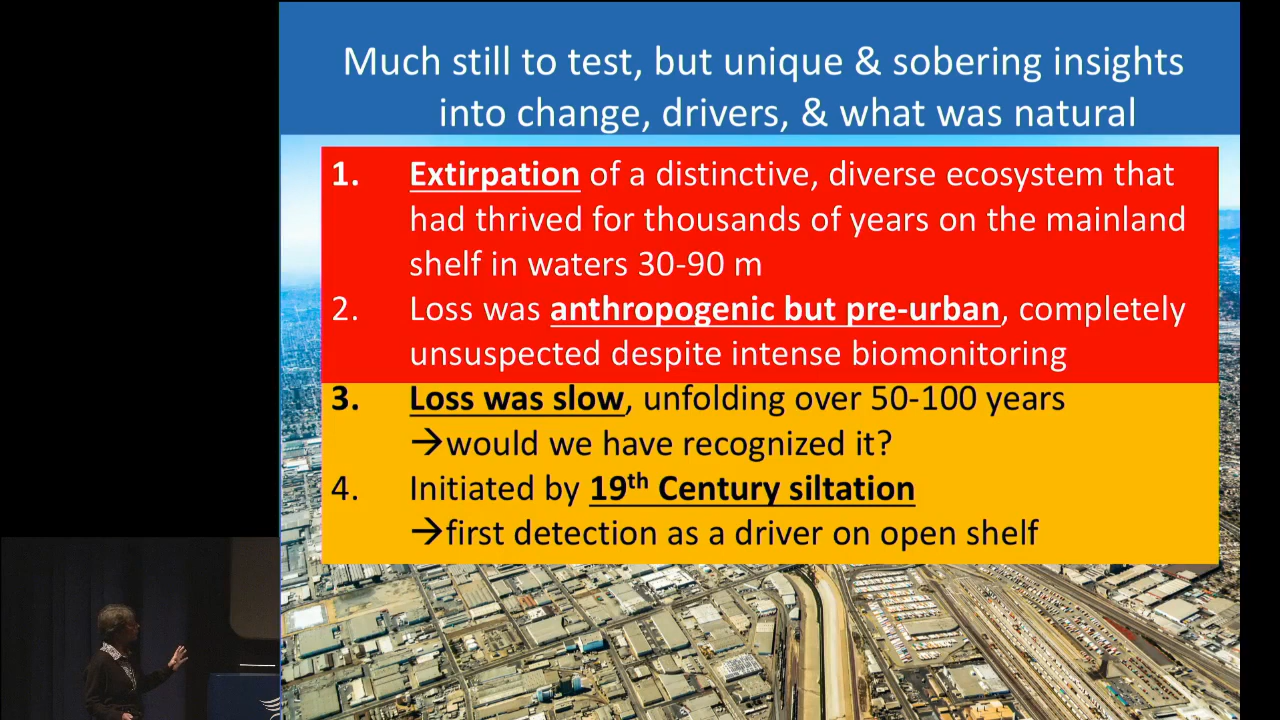 Much still to test, but unique & sobering insights
into change, drivers, & what was natural
1. Extirpation of a distinctive, diverse ecosystem that
had thrived for thousands of years on the mainland
shelf in waters 30-90 m
2. Loss was anthropogenic but pre-urban, completely
unsuspected despite intense biomonitoring
3. Loss was slow, unfolding over 50-100 years
→would we have recognized it?
4. Initiated by 19th Century siltation
→first detection as a driver on open shelf